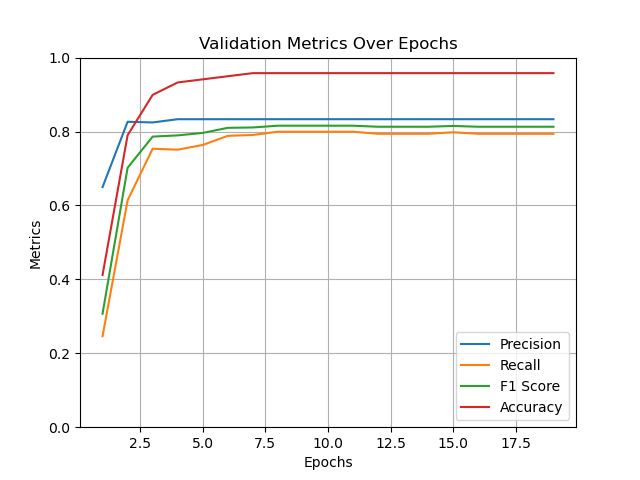 Validation Metrics Over Epochs
1.0
0.8
0.6
0.4
0.2
0.0
Metrics
2.5 5.0 7.5 10.0 12.5 15.0 17.5
Epochs
Precision
Recall
F1 Score
Accuracy